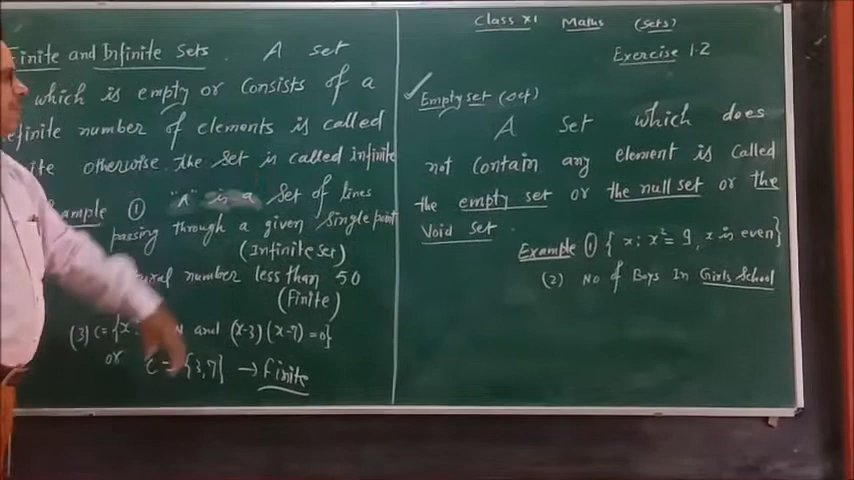 Finite and Infinite sets. A set
which is empty or Consists of a
definite number of elements is called
otherwise. The set is called infinite
① "A" is a set of lines
passing through a given single point
(Infinite set)
number less than 50
(finite)
(3) C = {x: and (x-3) (x-7) = 0}
or C = {3,7} → finite
Class XI Maths (Sets)
Exercise 1.2
✓ Empty set (
A set which does
not contain any element is called
the empty set or the null set or the
Void set.
Example ① { x: x² = 9, x is even}
(2) No of Boys In Girls School